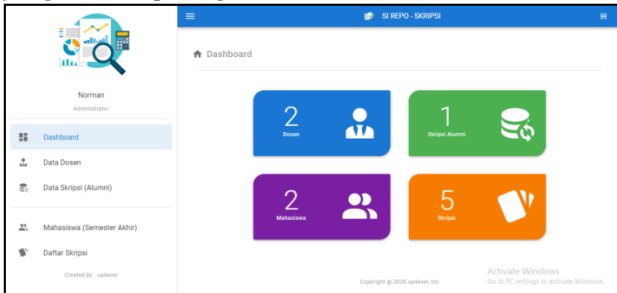 SI REPO - SKRIPSI
Norman
Administrator
Dashboard
Data Dosen
Data Skripsi (Alumni)
Mahasiswa (Semester Akhir)
Daftar Skripsi
Created By : ua4ever
Dashboard
2
Dosen
1
Skripsi Alumni
2
Mahasiswa
5
Skripsi
Copyright @ 2020 ua4ever, inc
Activate Windows
Go to PC settings to activate Windows.